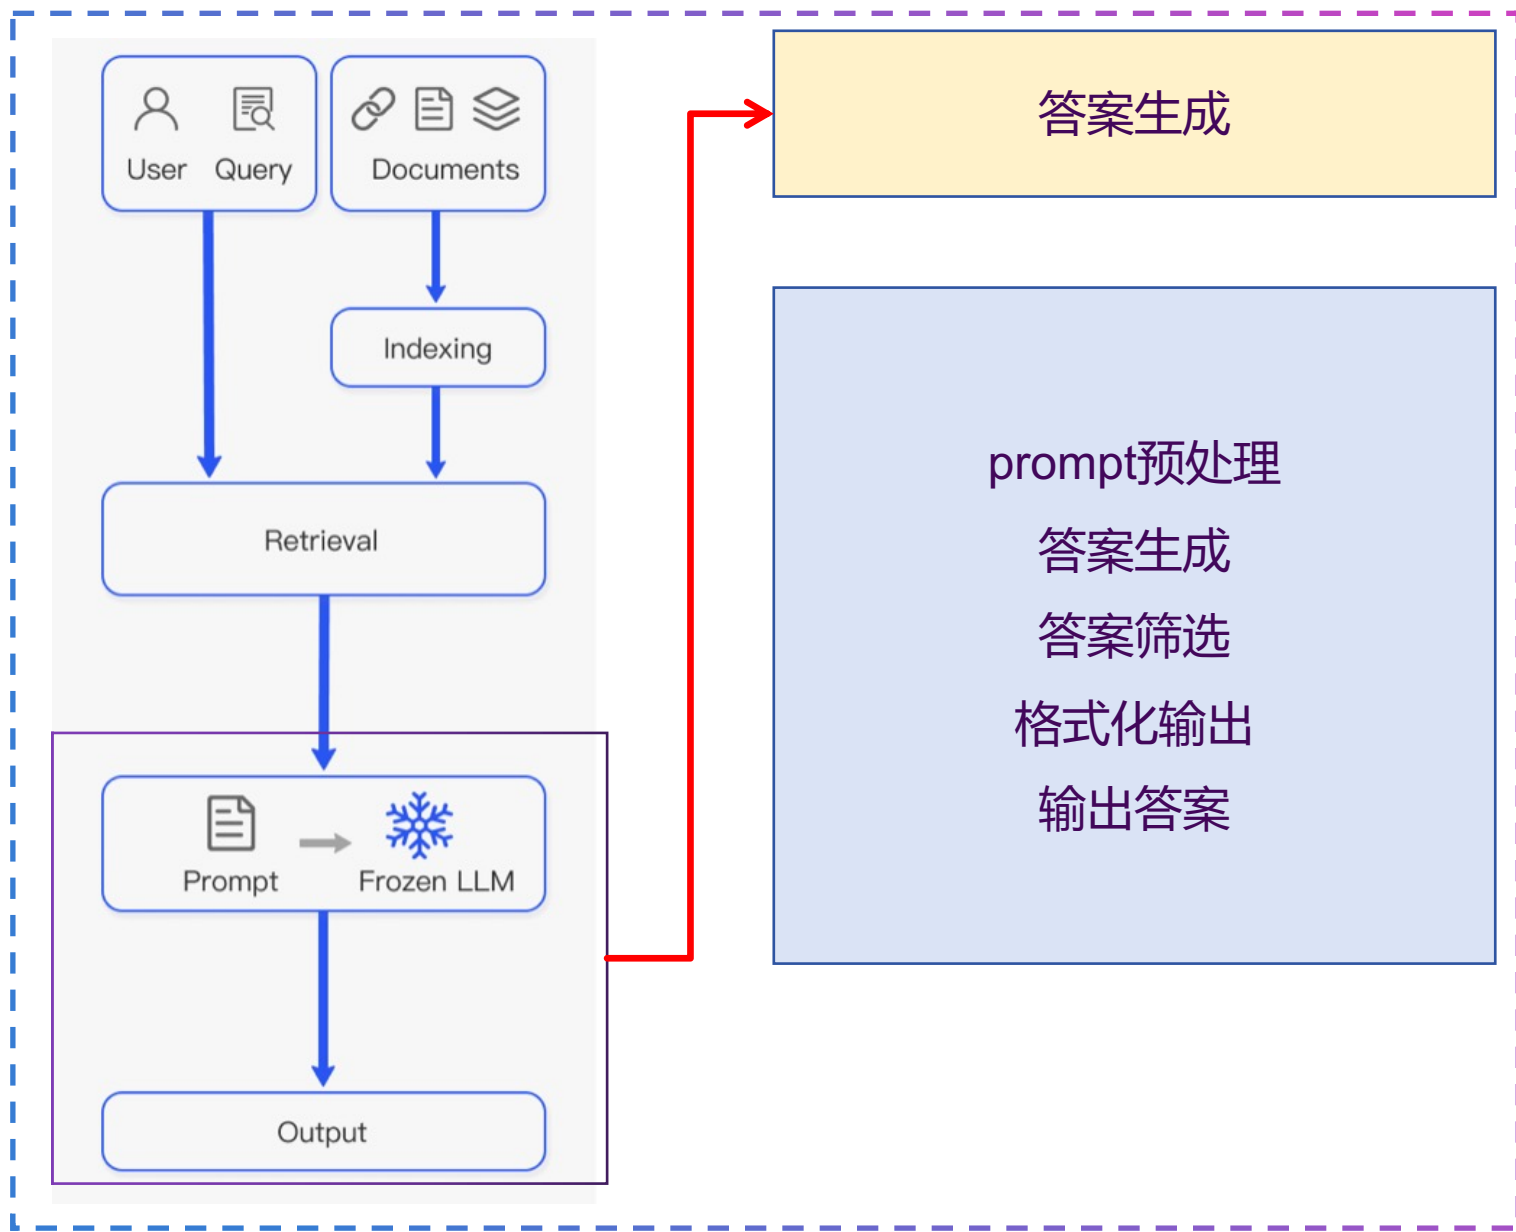 User Query
Documents
Indexing
Retrieval
Prompt
Frozen LLM
Output
答案生成
prompt预处理
答案生成
答案筛选
格式化输出
输出答案